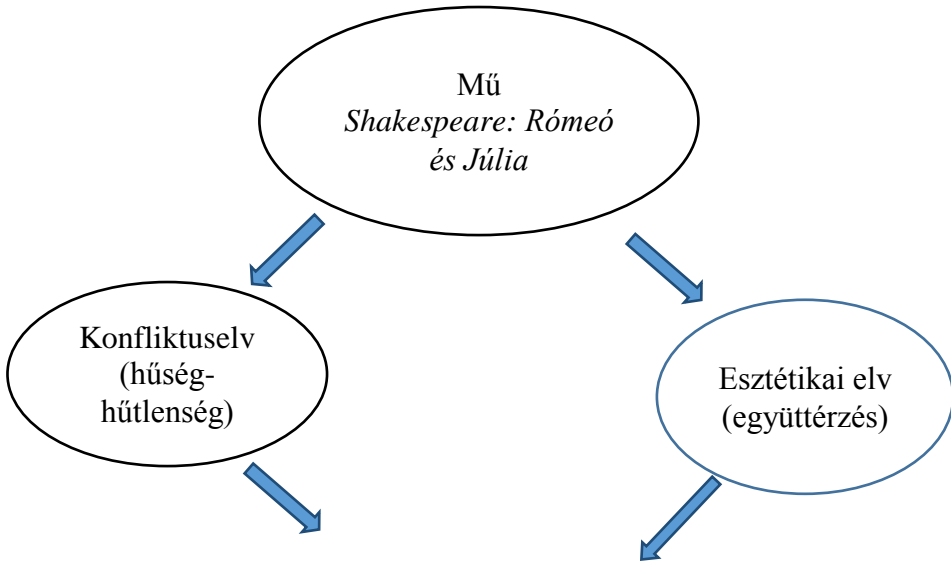 Mű
Shakespeare: Rómeó
és Júlia
Konfliktuselv
(hűség-
hűtlenség)
Esztétikai elv
(együttérzés)